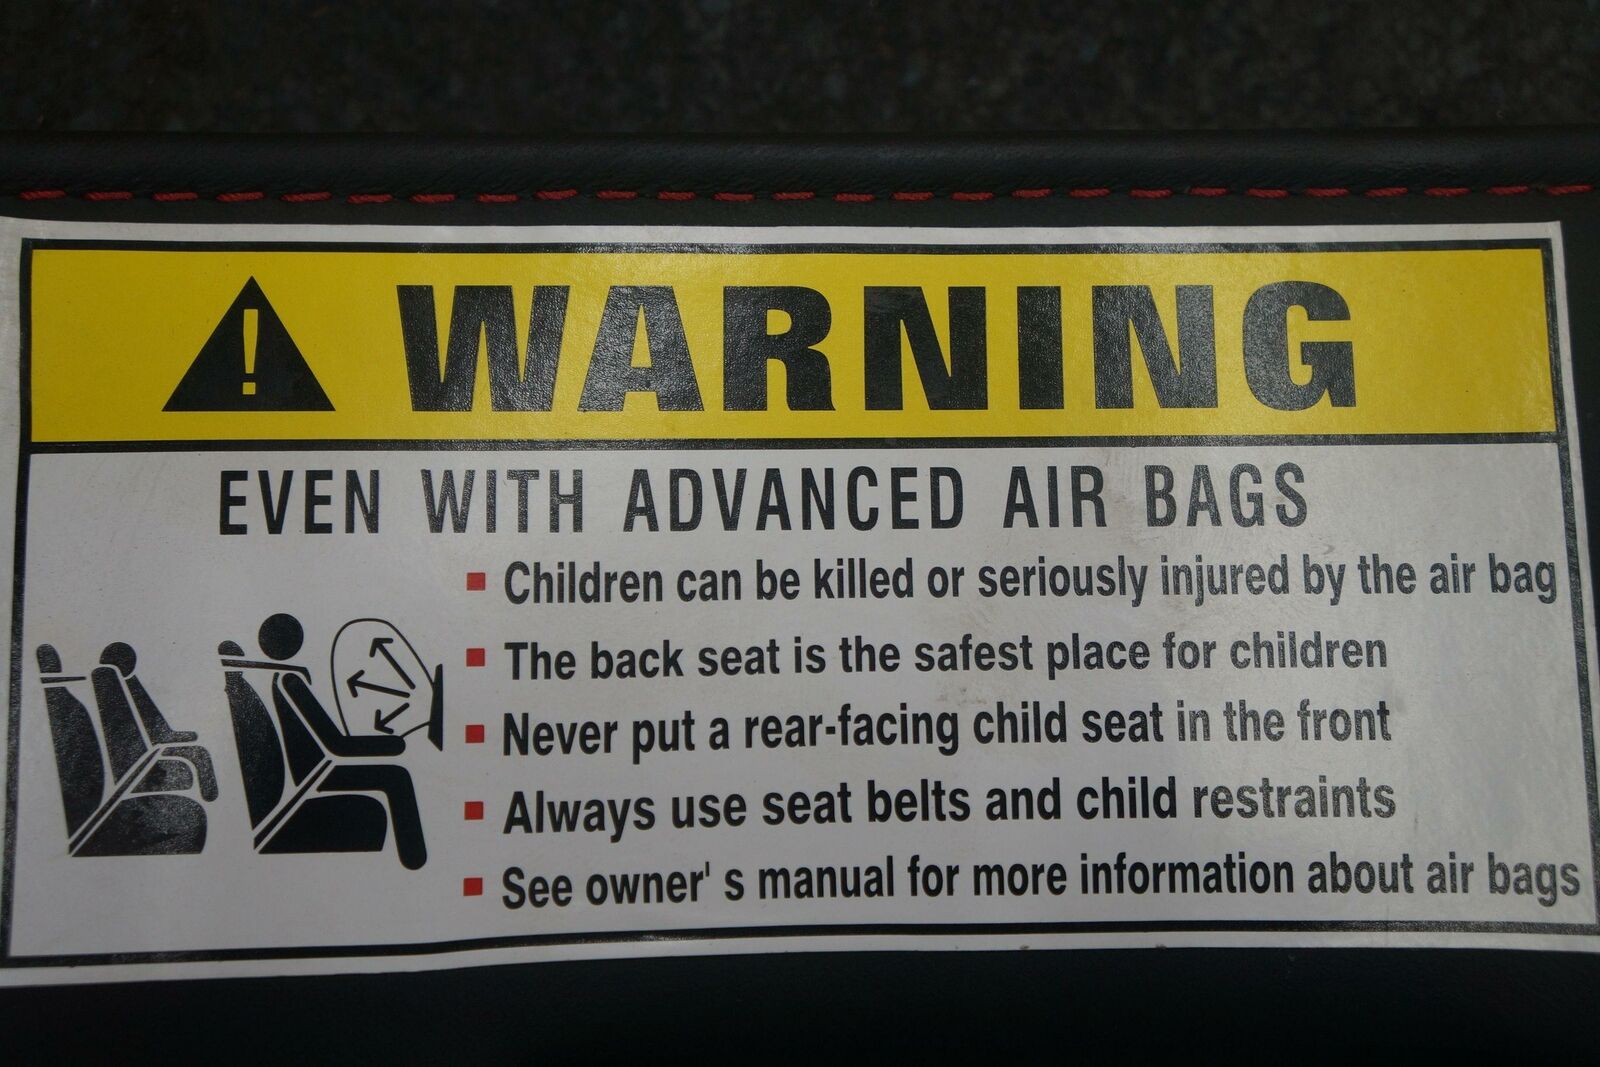 ! WARNING
EVEN WITH ADVANCED AIR BAGS
Children can be killed or seriously injured by the air bag
The back seat is the safest place for children
Never put a rear-facing child seat in the front
Always use seat belts and child restraints
See owner's manual for more information about air bags